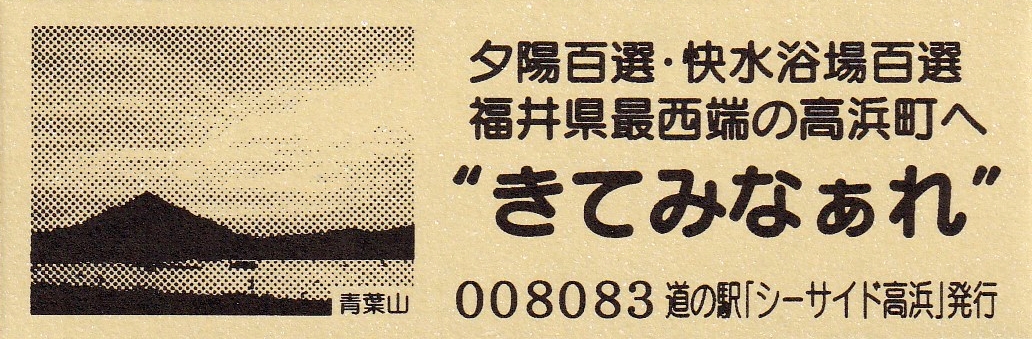 夕陽百選・快水浴場百選
福井県最西端の高浜町へ
“きてみなぁれ”
青葉山
008083 道の駅「シーサイド高浜」発行